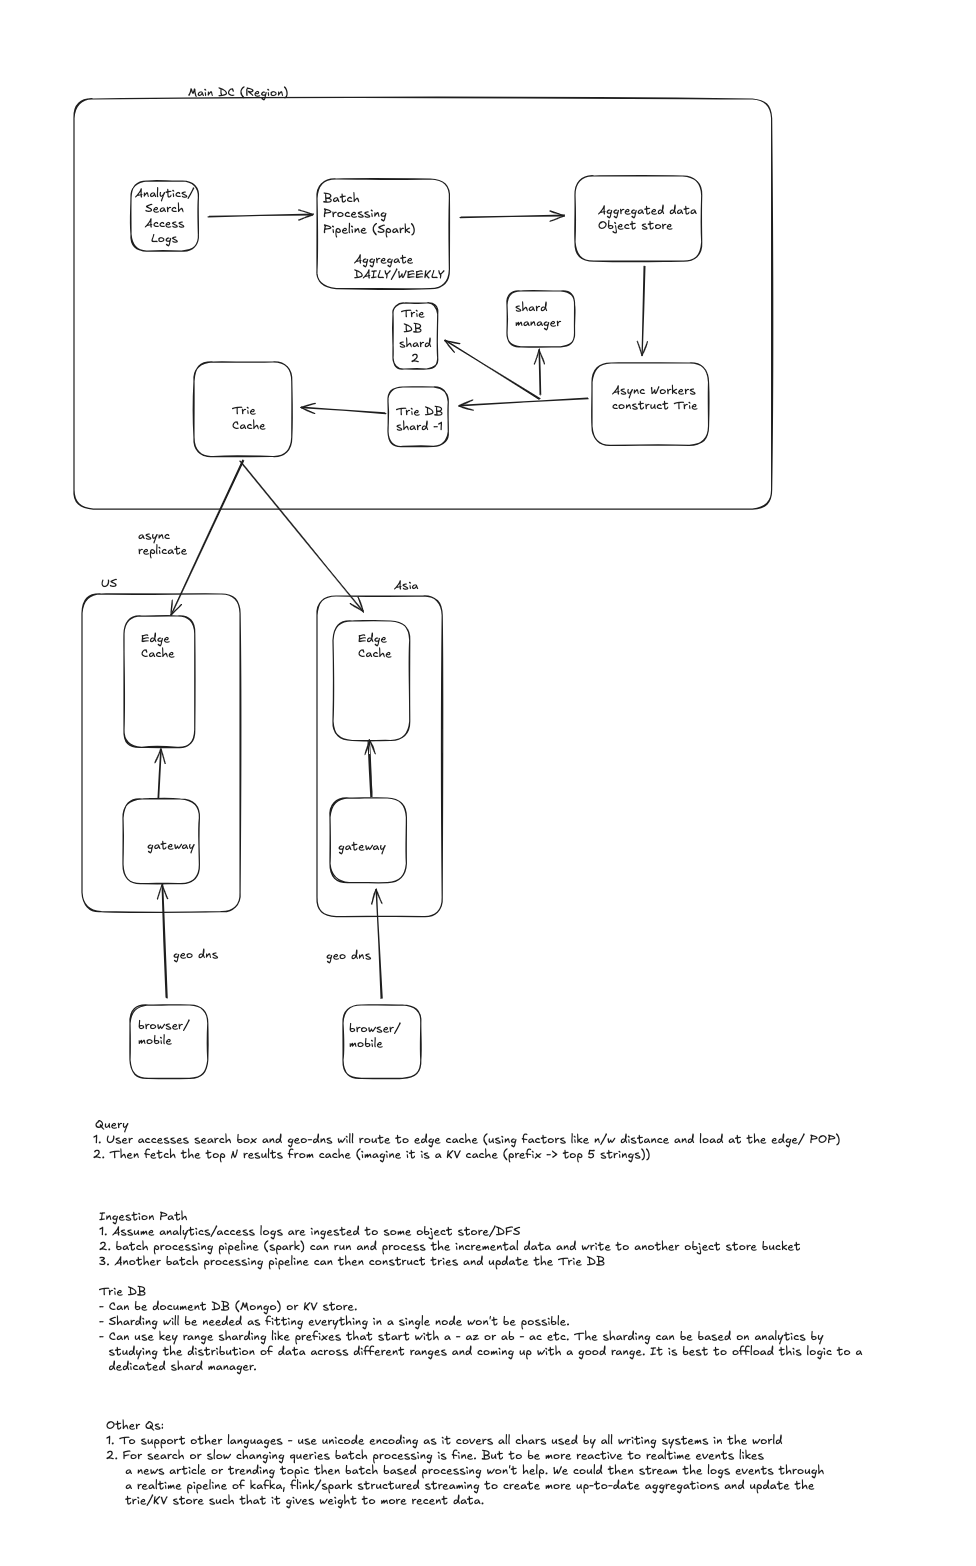 Main DC (Region)
Analytics/
Search
Access
Logs
Batch
Processing
Pipeline (Spark)
Aggregate
DAILY/WEEKLY
Aggregated data
Object store
Trie
DB
shard
2
shard
manager
Trie
Cache
Trie DB
shard -1
Async Workers
construct Trie
async
replicate
US
Asia
Edge
Cache
Edge
Cache
gateway
gateway
geo dns
geo dns
browser/
mobile
browser/
mobile
Query
1. User accesses search box and geo-dns will route to edge cache (using factors like n/w distance and load at the edge/ POP)
2. Then fetch the top N results from cache (imagine it is a KV cache (prefix -> top 5 strings))
Ingestion Path
1. Assume analytics/access logs are ingested to some object store/DFS
2. batch processing pipeline (spark) can run and process the incremental data and write to another object store bucket
3. Another batch processing pipeline can then construct tries and update the Trie DB
Trie DB
- Can be document DB (Mongo) or KV store.
- Sharding will be needed as fitting everything in a single node won't be possible.
- Can use key range sharding like prefixes that start with a - az or ab - ac etc. The sharding can be based on analytics by
studying the distribution of data across different ranges and coming up with a good range. It is best to offload this logic to a
dedicated shard manager.
Other Qs:
1. To support other languages - use unicode encoding as it covers all chars used by all writing systems in the world
2. For search or slow changing queries batch processing is fine. But to be more reactive to realtime events likes
a news article or trending topic then batch based processing won't help. We could then stream the logs events through
a realtime pipeline of kafka, flink/spark structured streaming to create more up-to-date aggregations and update the
trie/KV store such that it gives weight to more recent data.